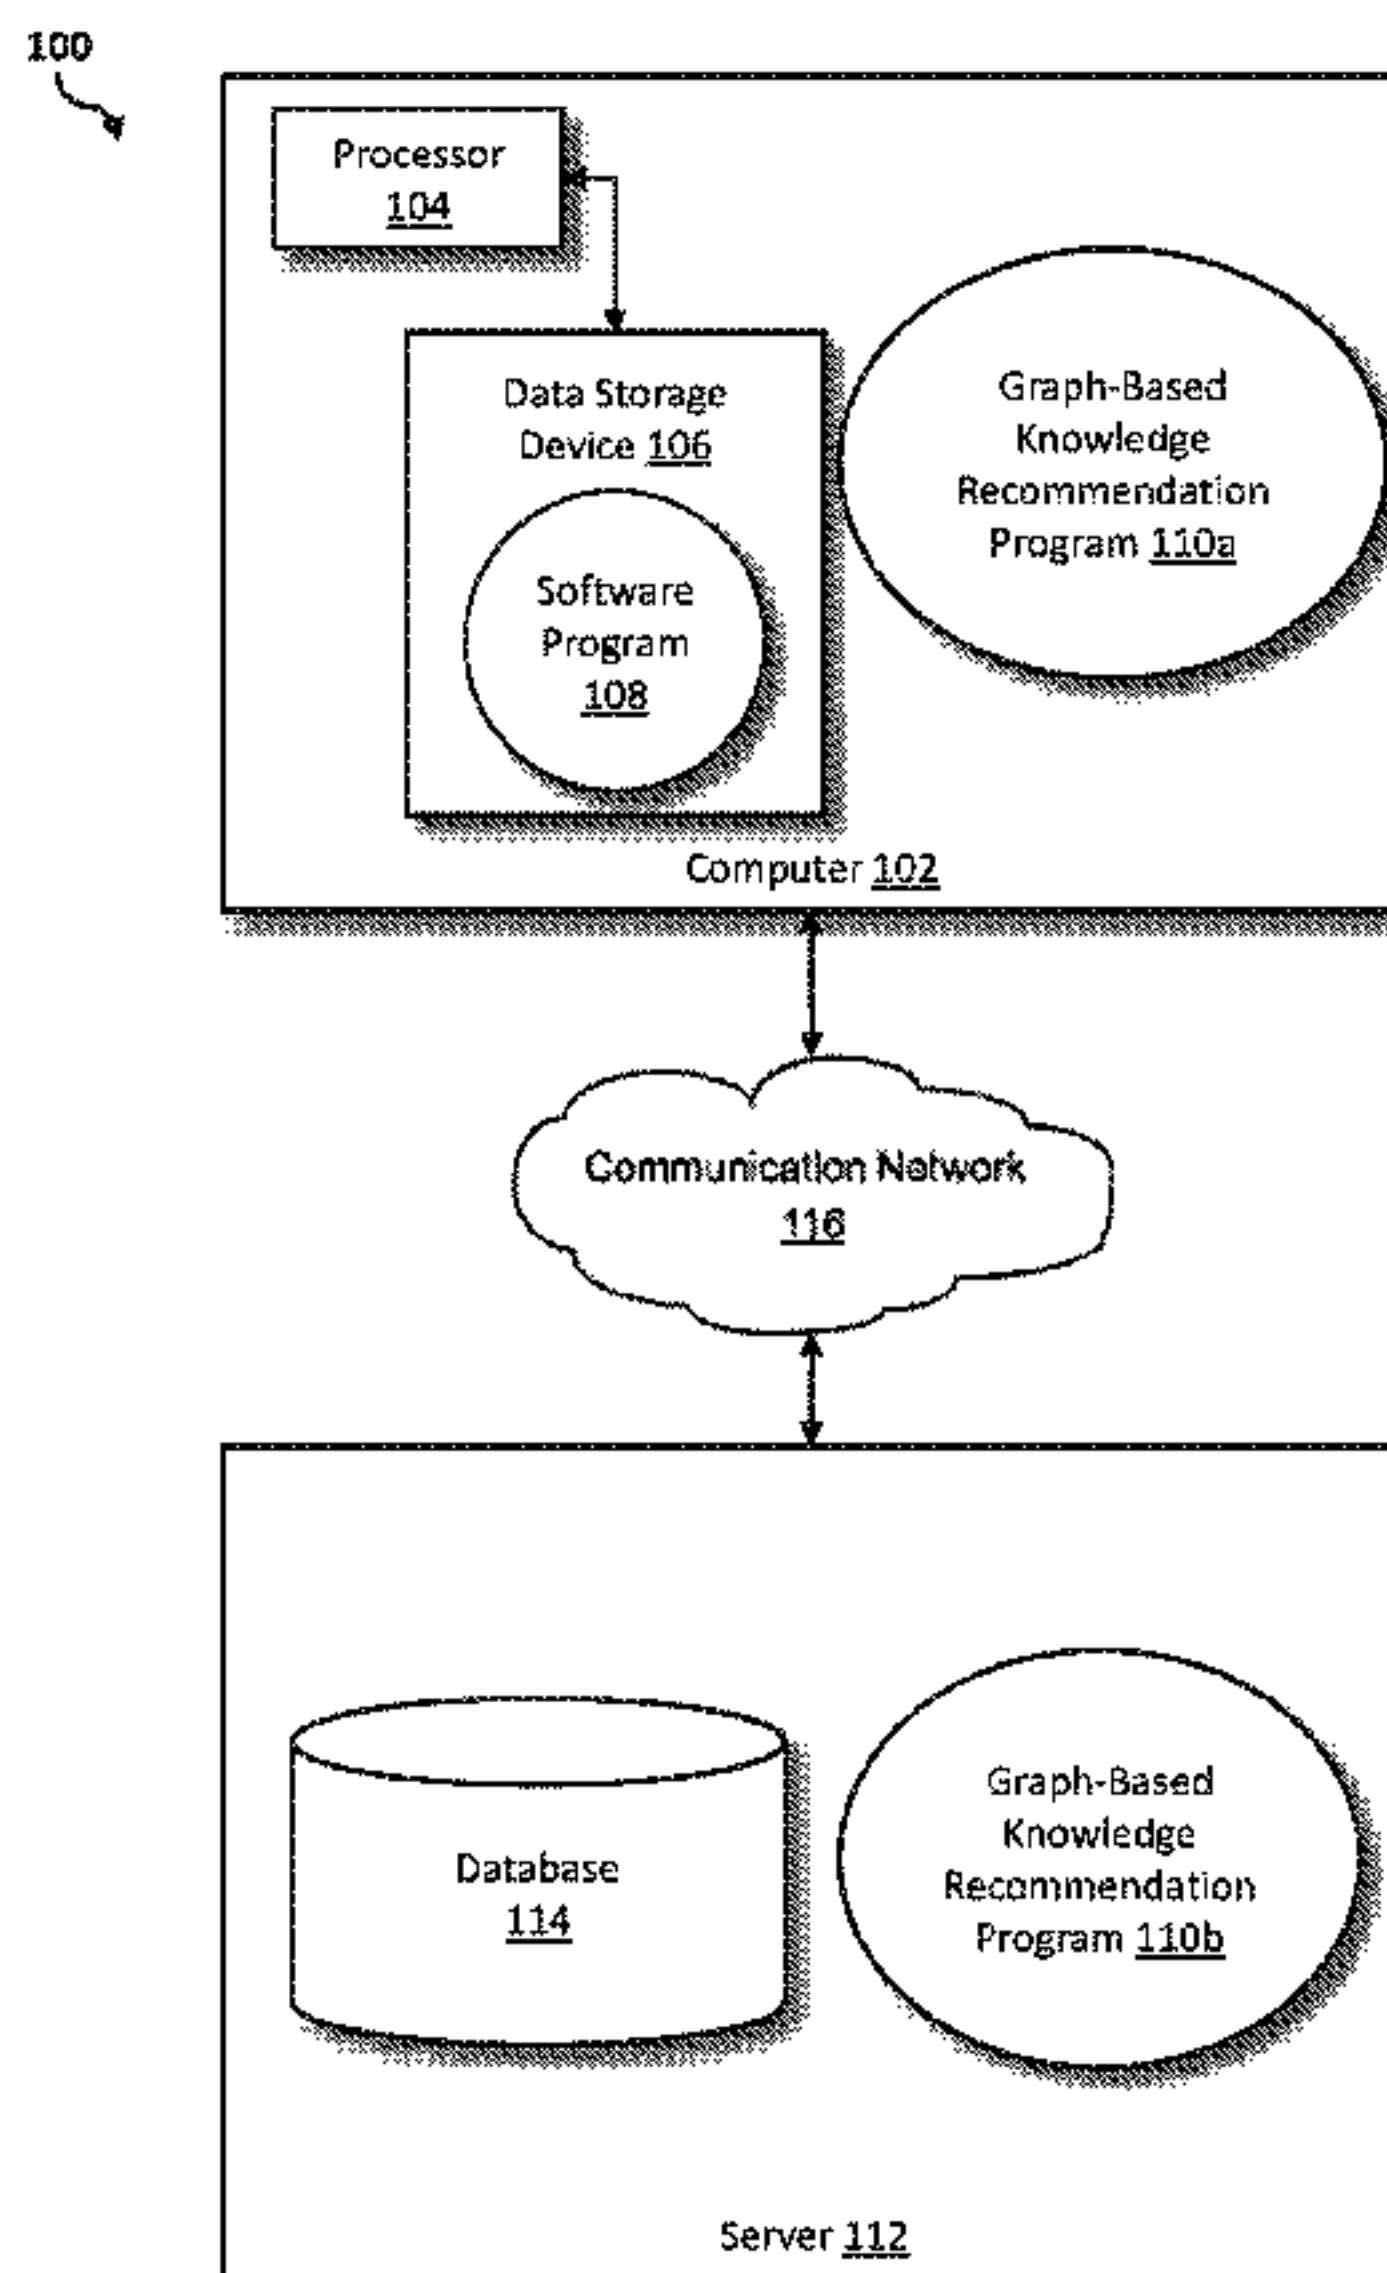 100
Processor
104
Data Storage
Device 106
Software
Program
108
Graph-Based
Knowledge
Recommendation
Program 110a
Computer 102
Communication Network
116
Database
114
Graph-Based
Knowledge
Recommendation
Program 110b
Server 112